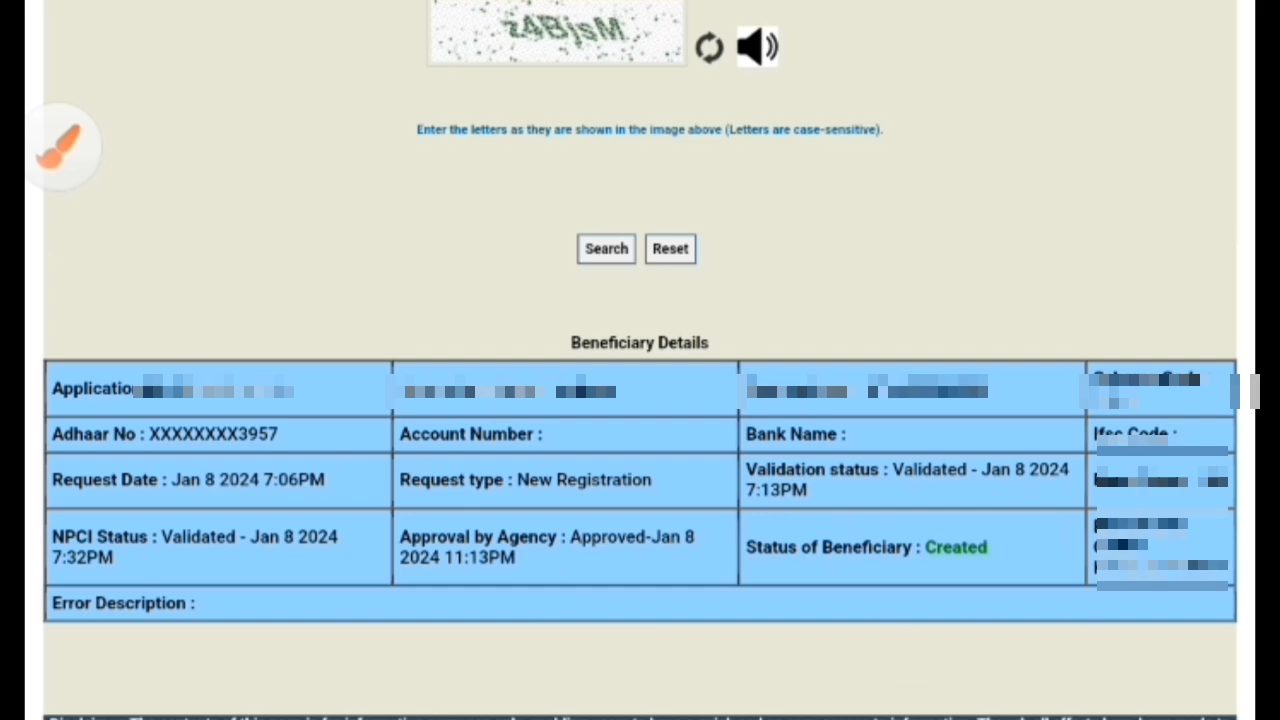 z4BjsM
Enter the letters as they are shown in the image above (Letters are case-sensitive).
Search Reset
Beneficiary Details
Adhaar No : XXXXXXXX3957 Account Number : Bank Name : Ifsc Code :
Request Date : Jan 8 2024 7:06PM Request type : New Registration Validation status : Validated - Jan 8 2024
7:13PM
NPCI Status : Validated - Jan 8 2024
7:32PM
Approval by Agency : Approved-Jan 8
2024 11:13PM
Status of Beneficiary : Created
Error Description :